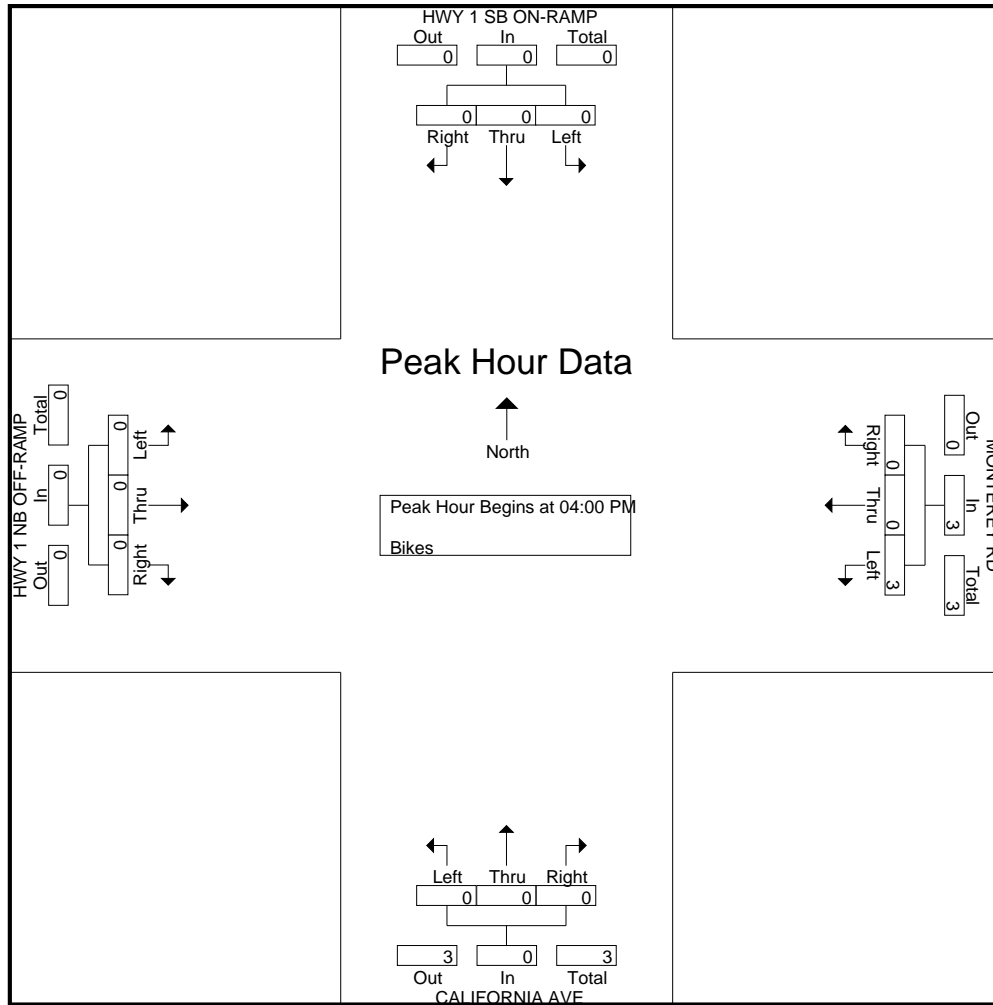 HWY 1 SB ON-RAMP
Out In Total
0 0 0
0 0 0
Right Thru Left
Peak Hour Data
North
Peak Hour Begins at 04:00 PM
Bikes
HWY 1 NB OFF-RAMP
Out In Total
0 0 0
0 0 0
Right Thru Left
MONTEREY RD
Out In Total
0 3 3
0 0 3
Right Thru Left
Left Thru Right
0 0 0
3 0 3
Out In Total
CALIFORNIA AVE